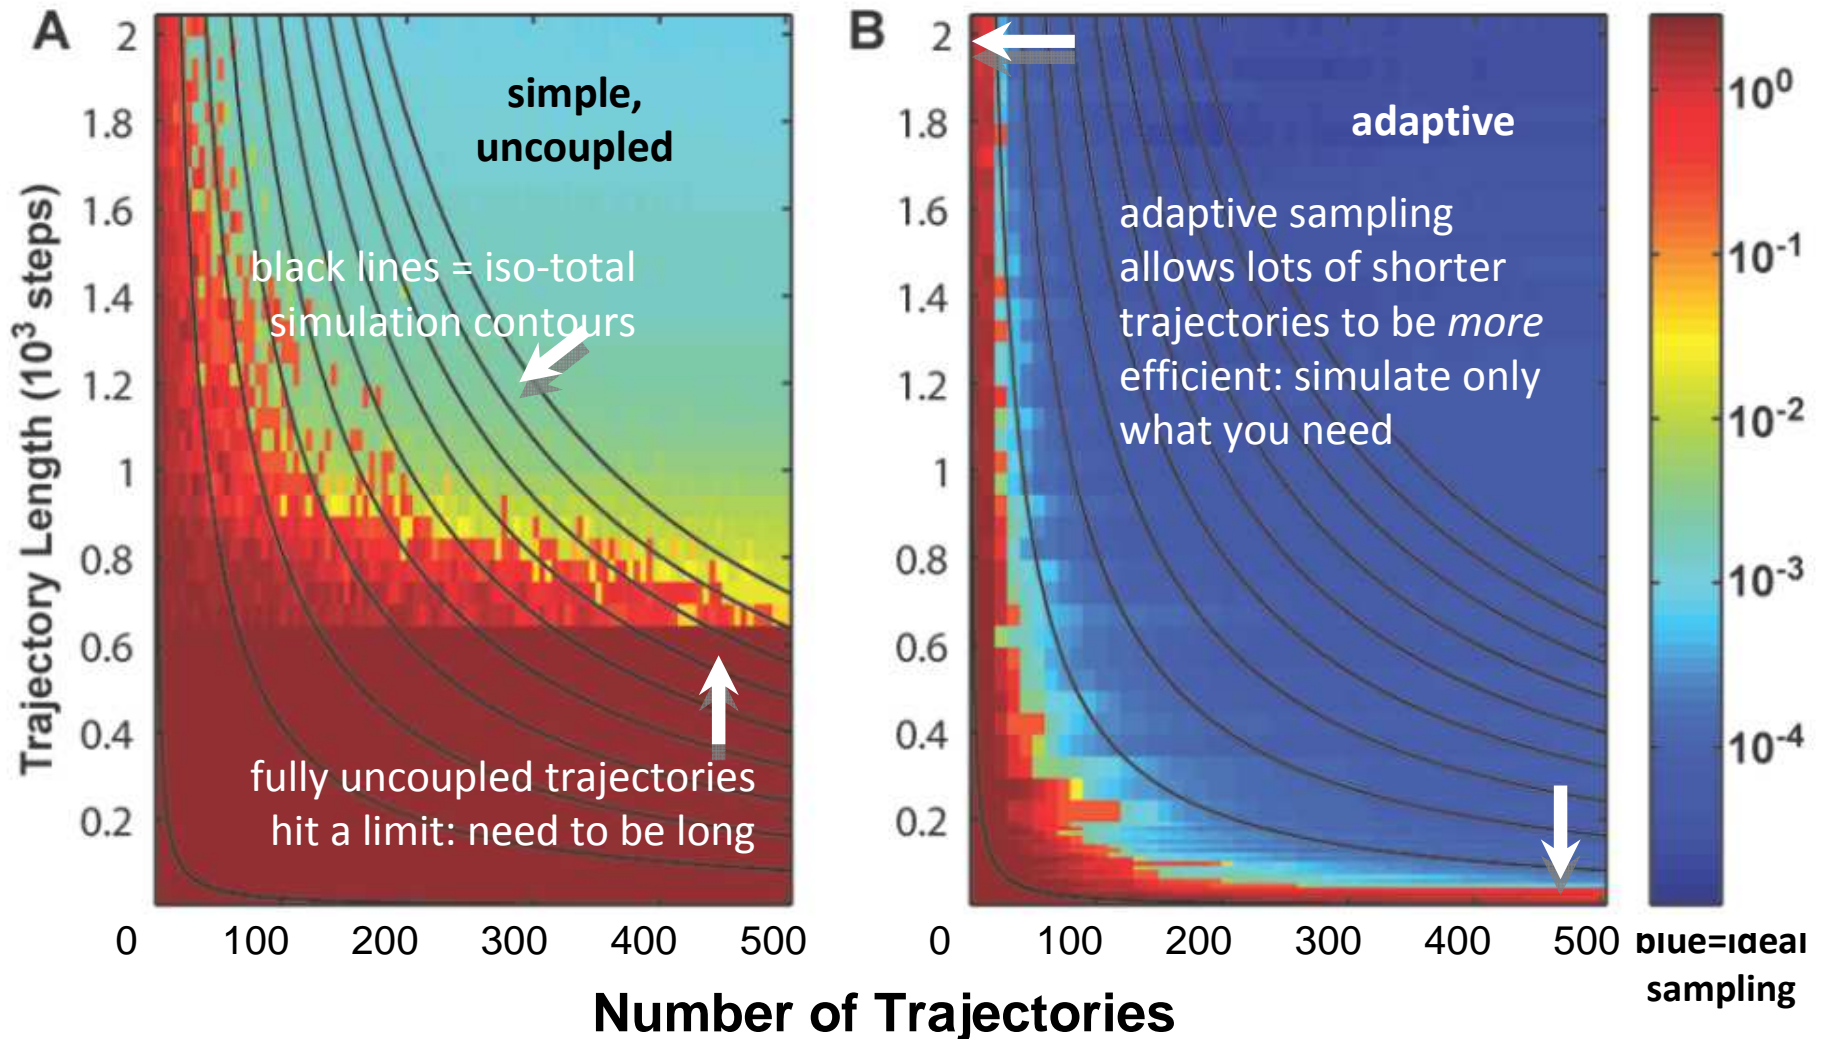 A
simple,
uncoupled
black lines = iso-total
simulation contours
fully uncoupled trajectories
hit a limit: need to be long
Trajectory Length (10³ steps)
2
1.8
1.6
1.4
1.2
1
0.8
0.6
0.4
0.2
0 100 200 300 400 500
B
adaptive
adaptive sampling
allows lots of shorter
trajectories to be more
efficient: simulate only
what you need
2
1.8
1.6
1.4
1.2
1
0.8
0.6
0.4
0.2
0 100 200 300 400 500
10⁰
10⁻¹
10⁻²
10⁻³
10⁻⁴
blue=ideal
sampling
Number of Trajectories